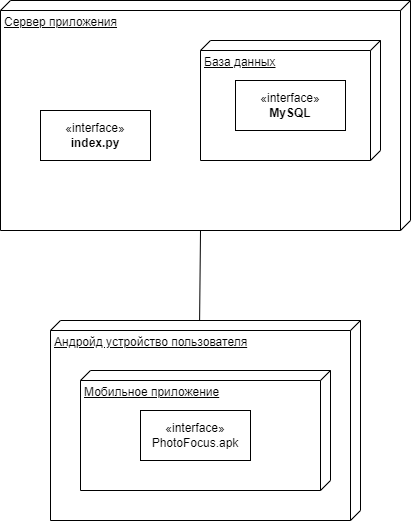 Сервер приложения
База данных
«interface»
MySQL
«interface»
index.py
Андройд устройство пользователя
Мобильное приложение
«interface»
PhotoFocus.apk